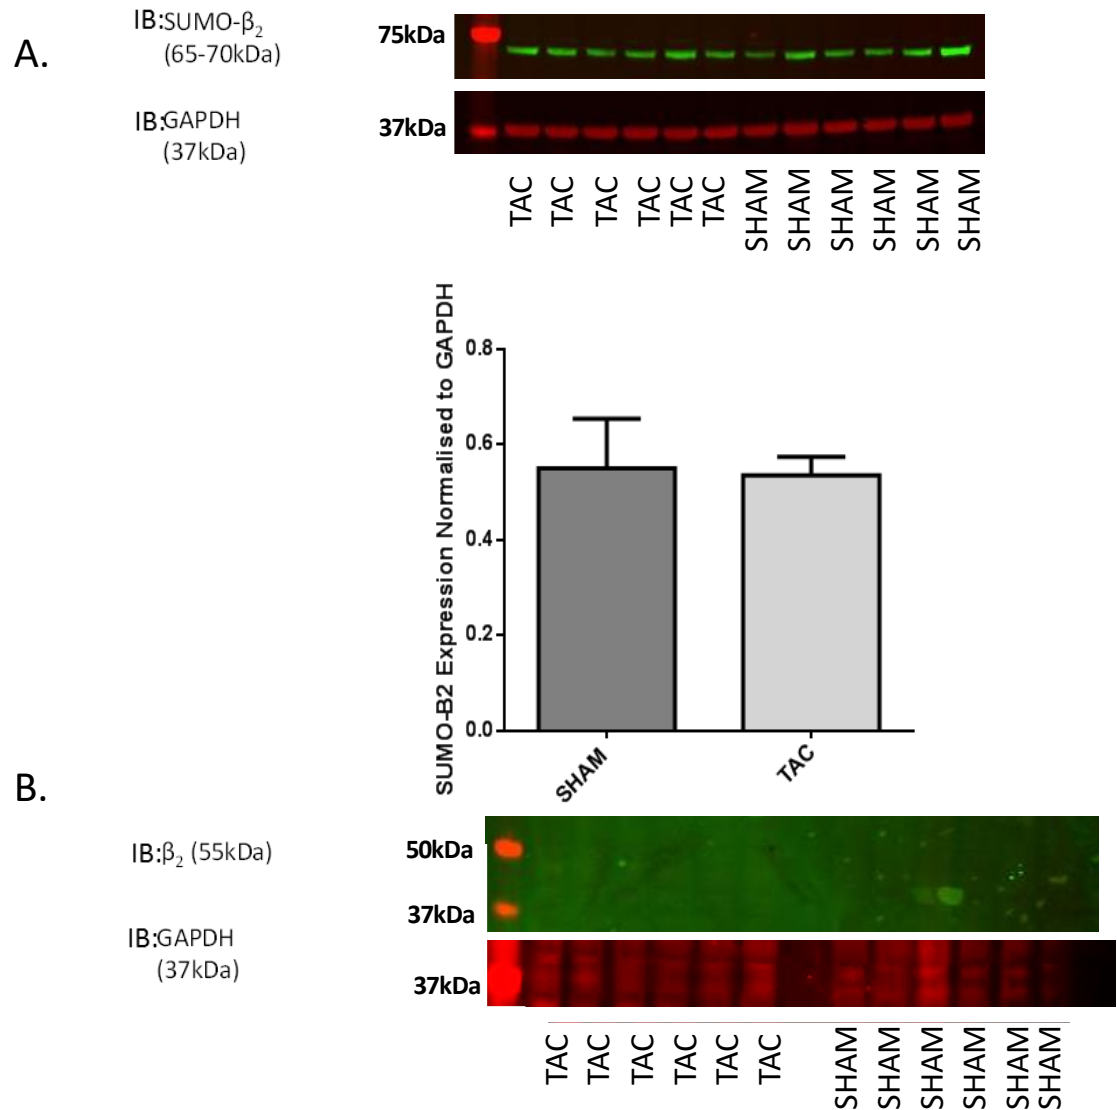 A.
IB:SUMO-β₂
(65-70kDa)
75kDa
IB:GAPDH
(37kDa)
37kDa
TAC
TAC
TAC
TAC
TAC
TAC
SHAM
SHAM
SHAM
SHAM
SHAM
SHAM
SUMO-B2 Expression Normalised to GAPDH
0.8
0.6
0.4
0.2
0.0
SHAM
TAC
B.
IB:β₂ (55kDa)
50kDa
37kDa
IB:GAPDH
(37kDa)
37kDa
TAC
TAC
TAC
TAC
TAC
TAC
SHAM
SHAM
SHAM
SHAM
SHAM
SHAM